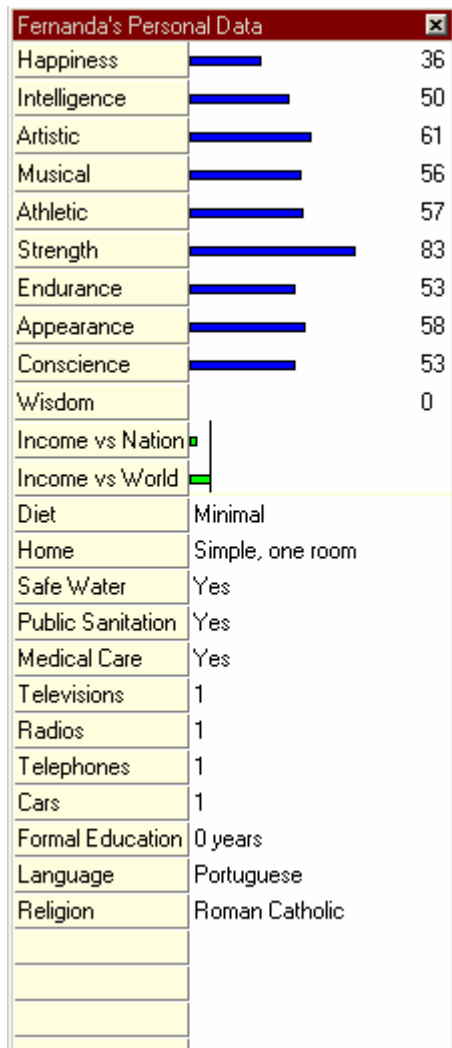 Fernanda's Personal Data
Happiness 36
Intelligence 50
Artistic 61
Musical 56
Athletic 57
Strength 83
Endurance 53
Appearance 58
Conscience 53
Wisdom 0
Income vs Nation
Income vs World
Diet Minimal
Home Simple, one room
Safe Water Yes
Public Sanitation Yes
Medical Care Yes
Televisions 1
Radios 1
Telephones 1
Cars 1
Formal Education 0 years
Language Portuguese
Religion Roman Catholic